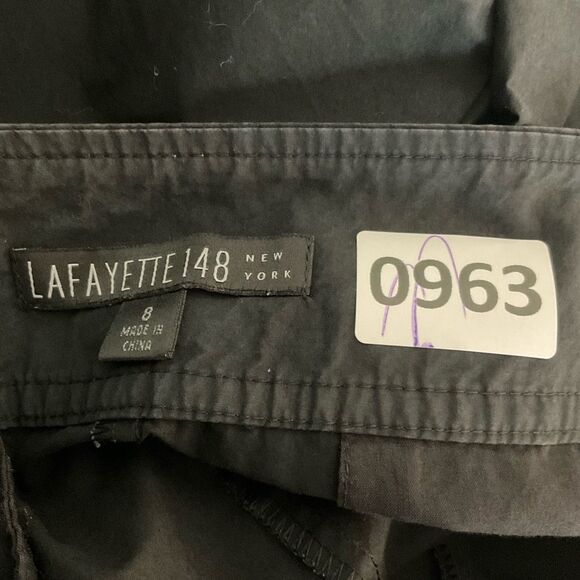 LAFAYETTE 148 NEW YORK
8
MADE IN
CHINA
0963